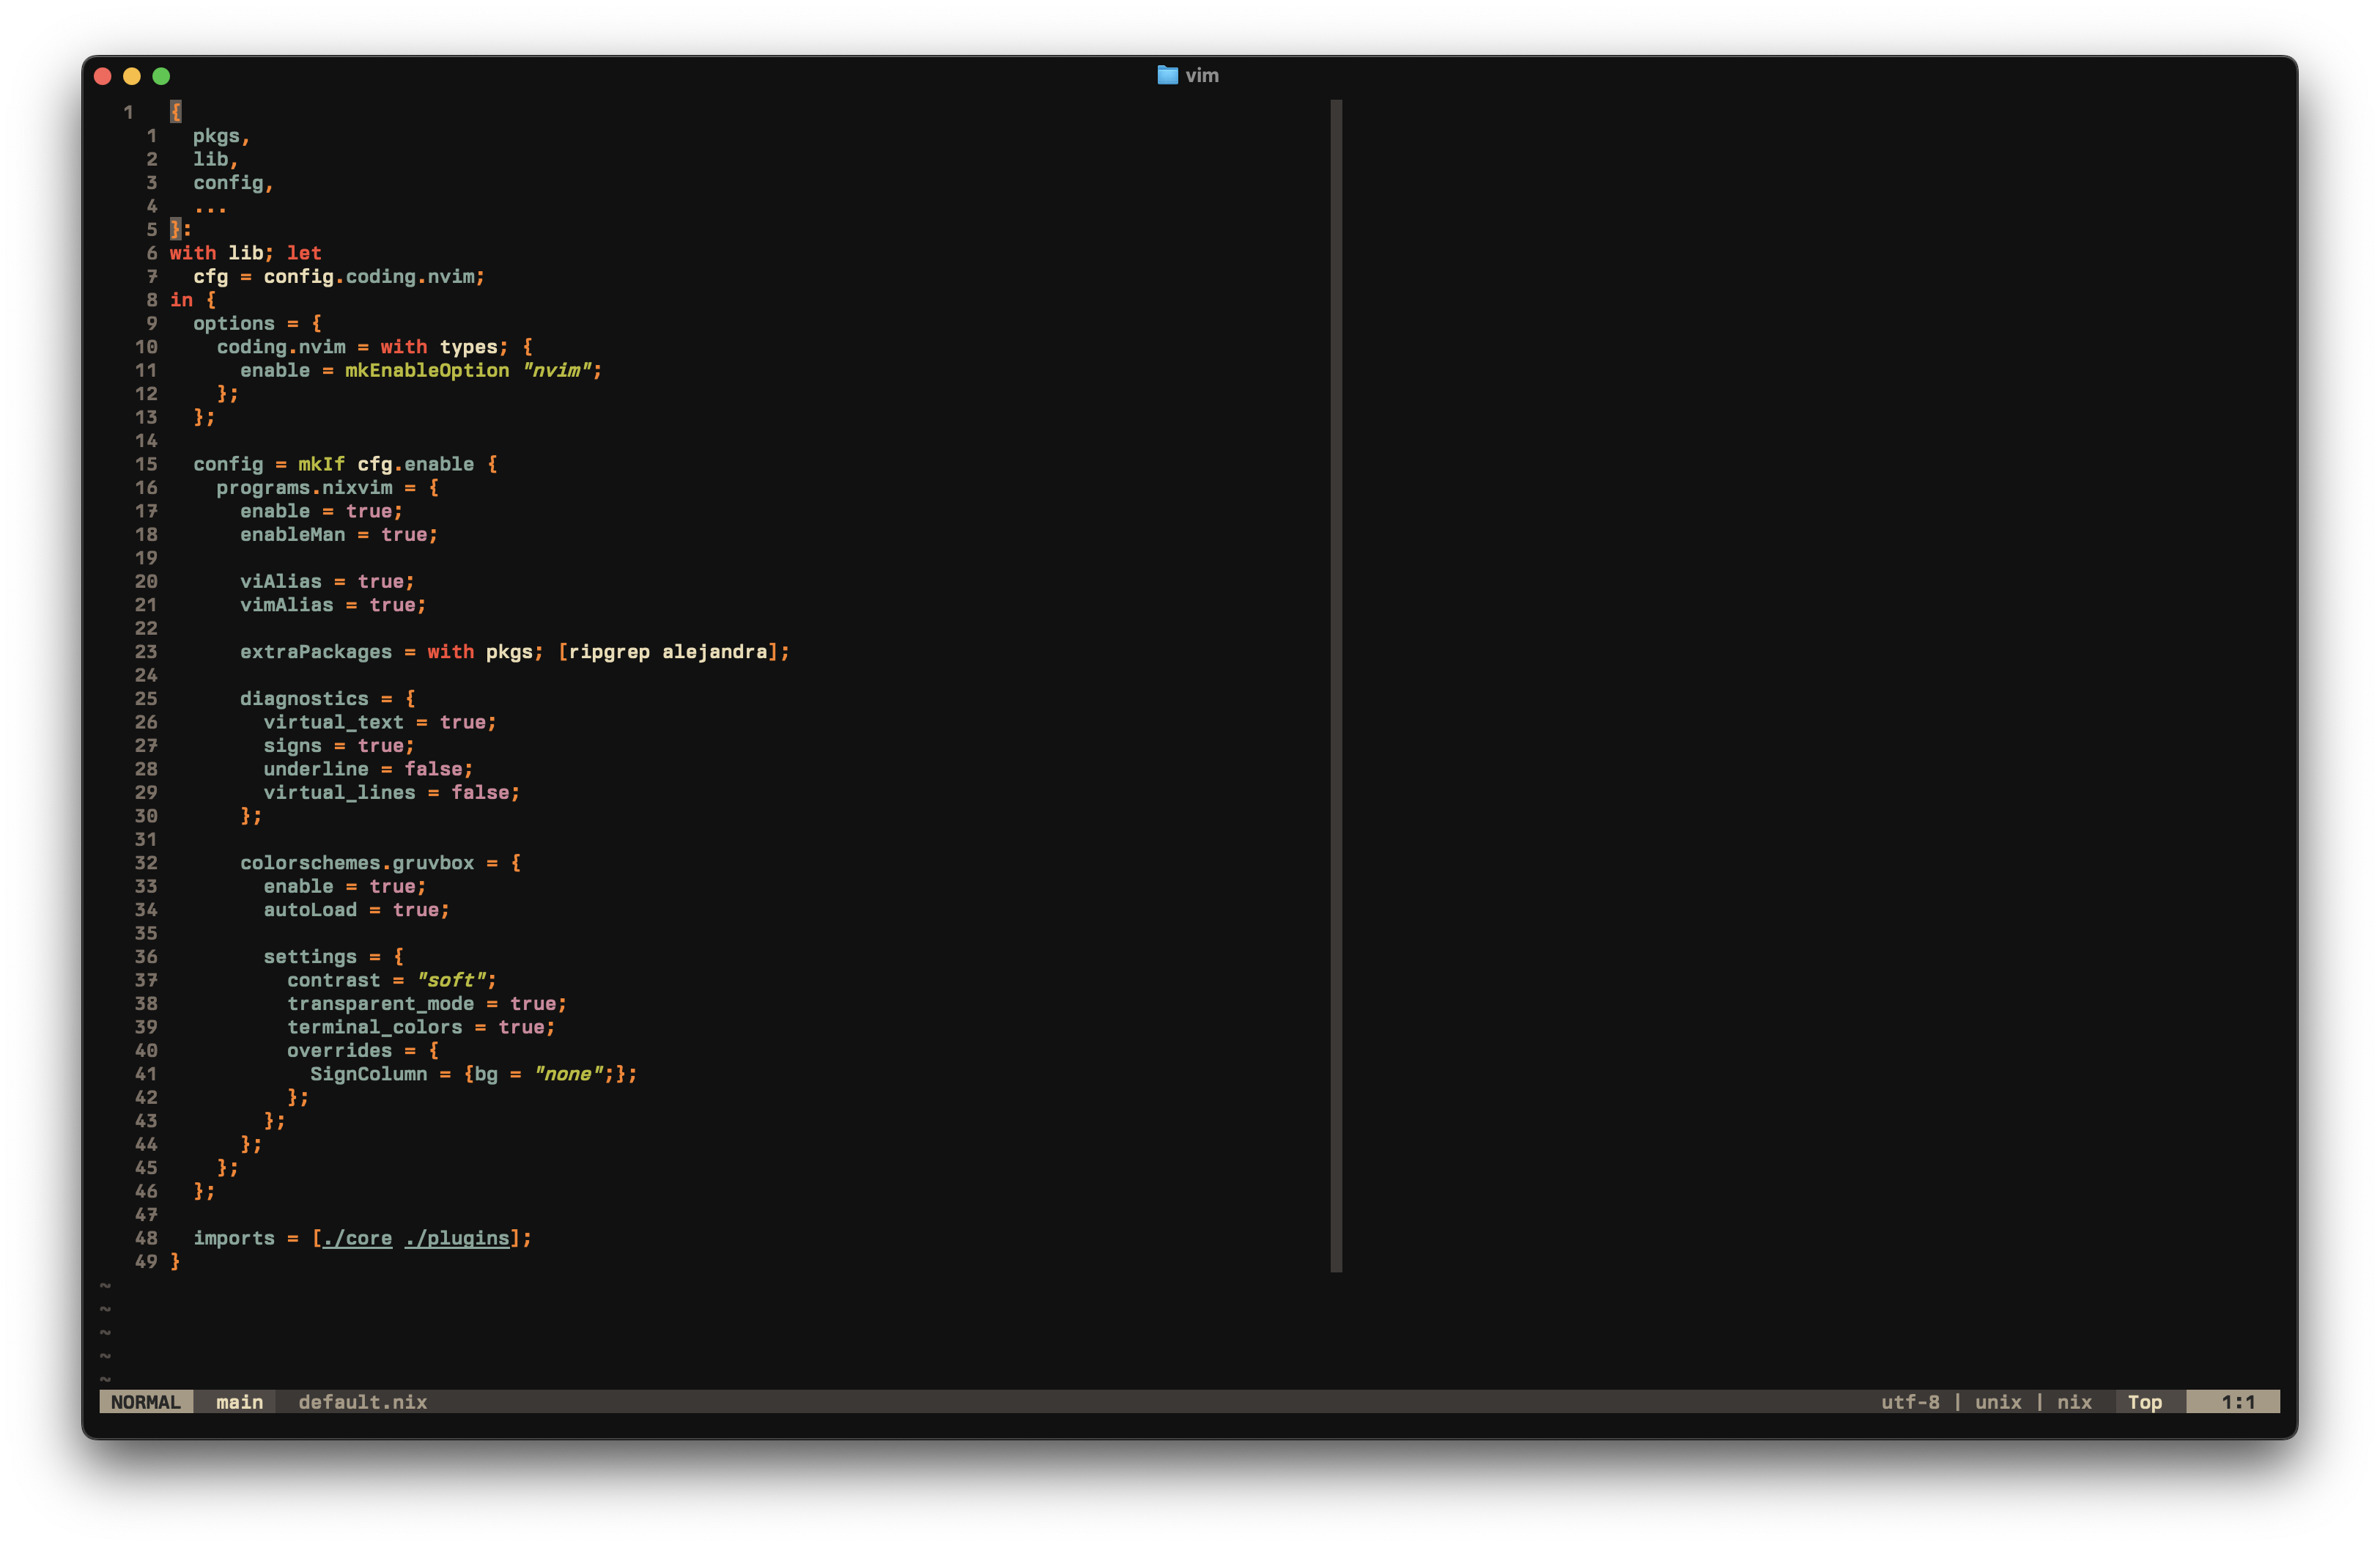 vim
1 {
1 pkgs,
2 lib,
3 config,
4 ...
5 }:
6 with lib; let
7 cfg = config.coding.nvim;
8 in {
9 options = {
10 coding.nvim = with types; {
11 enable = mkEnableOption "nvim";
12 };
13 };
14
15 config = mkIf cfg.enable {
16 programs.nixvim = {
17 enable = true;
18 enableMan = true;
19
20 viAlias = true;
21 vimAlias = true;
22
23 extraPackages = with pkgs; [ripgrep alejandra];
24
25 diagnostics = {
26 virtual_text = true;
27 signs = true;
28 underline = false;
29 virtual_lines = false;
30 };
31
32 colorschemes.gruvbox = {
33 enable = true;
34 autoLoad = true;
35
36 settings = {
37 contrast = "soft";
38 transparent_mode = true;
39 terminal_colors = true;
40 overrides = {
41 SignColumn = {bg = "none";};
42 };
43 };
44 };
45 };
46 };
47
48 imports = [./core ./plugins];
49 }
~
~
~
~
~
NORMAL main default.nix utf-8 | unix | nix Top 1:1